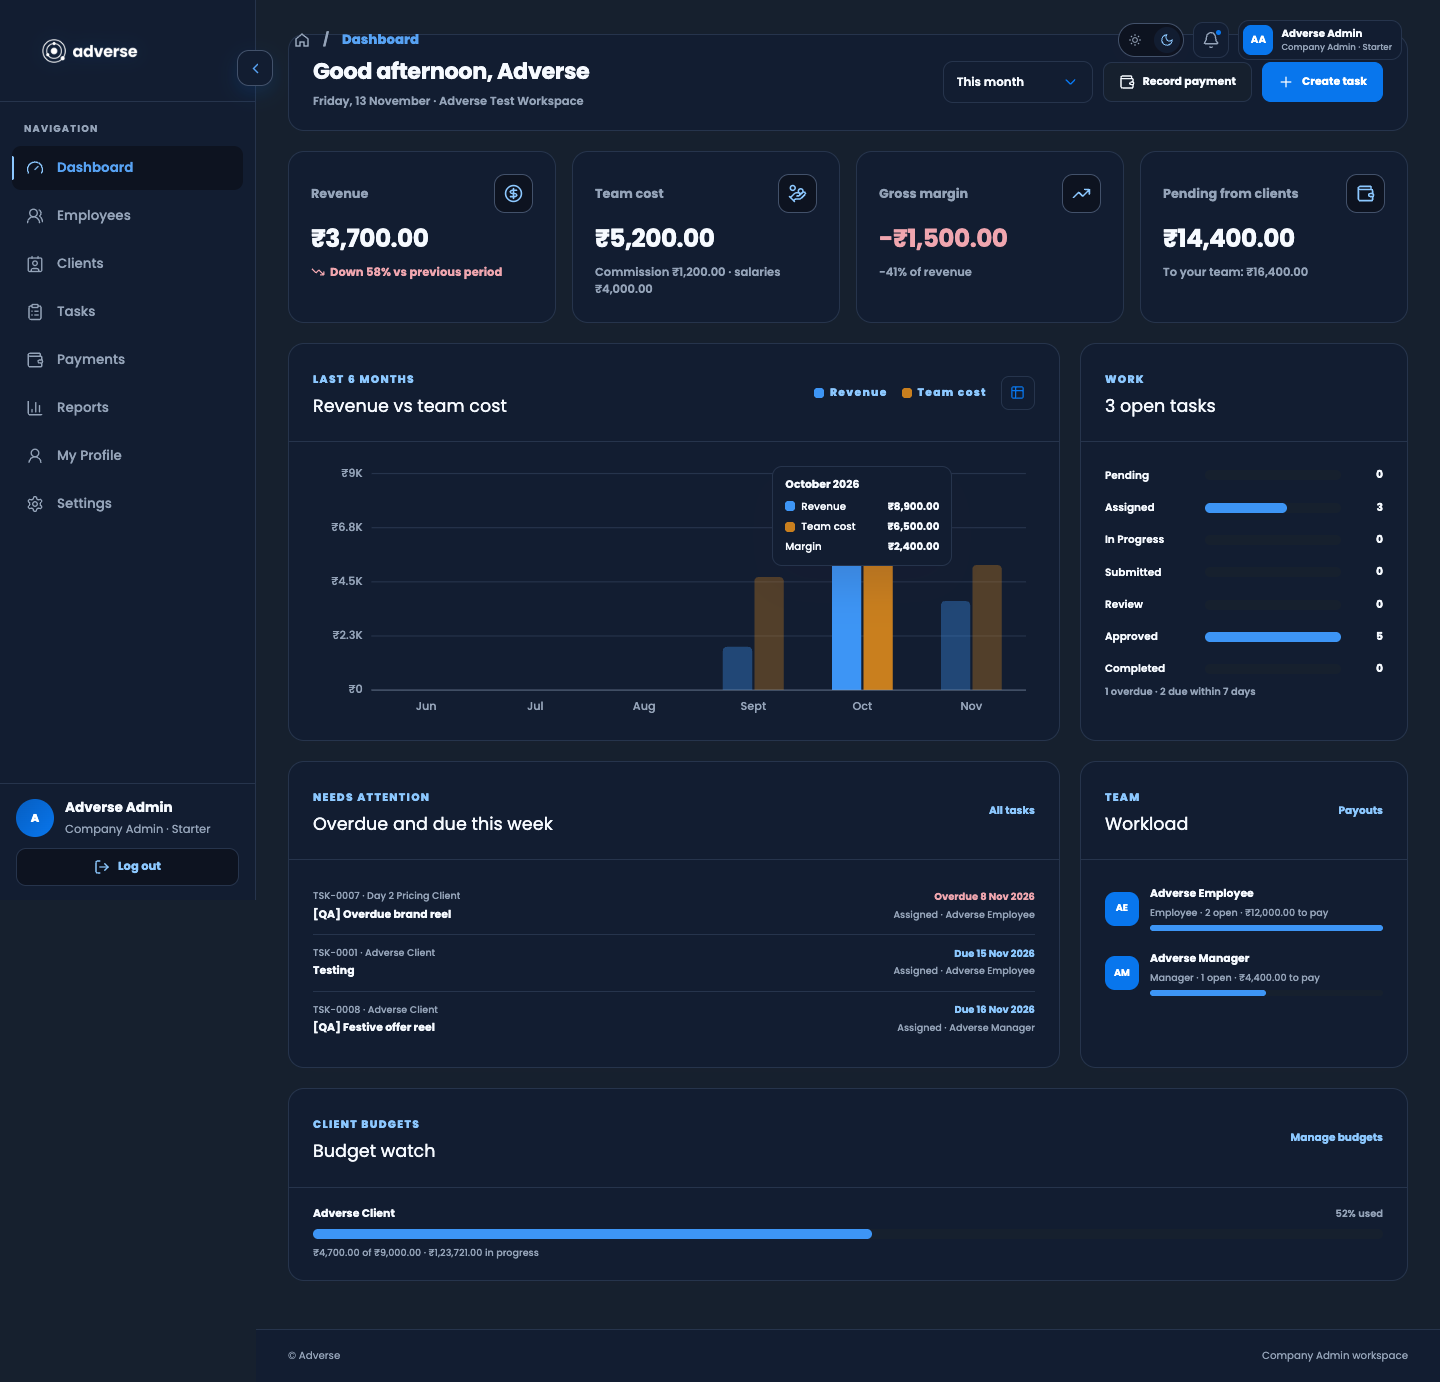 adverse
NAVIGATION
Dashboard
Employees
Clients
Tasks
Payments
Reports
My Profile
Settings
A
Adverse Admin
Company Admin · Starter
Log out
/ Dashboard
AA
Adverse Admin
Company Admin · Starter
Good afternoon, Adverse
Friday, 13 November · Adverse Test Workspace
This month
Record payment
Create task
Revenue
₹3,700.00
Down 58% vs previous period
Team cost
₹5,200.00
Commission ₹1,200.00 · salaries
₹4,000.00
Gross margin
-₹1,500.00
-41% of revenue
Pending from clients
₹14,400.00
To your team: ₹16,400.00
LAST 6 MONTHS
Revenue vs team cost
Revenue
Team cost
₹9K
₹6.8K
₹4.5K
₹2.3K
₹0
October 2026
Revenue ₹8,900.00
Team cost ₹6,500.00
Margin ₹2,400.00
Jun
Jul
Aug
Sept
Oct
Nov
WORK
3 open tasks
Pending 0
Assigned 3
In Progress 0
Submitted 0
Review 0
Approved 5
Completed 0
1 overdue · 2 due within 7 days
NEEDS ATTENTION
Overdue and due this week
All tasks
TSK-0007 · Day 2 Pricing Client
[QA] Overdue brand reel
Overdue 8 Nov 2026
Assigned · Adverse Employee
TSK-0001 · Adverse Client
Testing
Due 15 Nov 2026
Assigned · Adverse Employee
TSK-0008 · Adverse Client
[QA] Festive offer reel
Due 16 Nov 2026
Assigned · Adverse Manager
TEAM
Workload
Payouts
AE
Adverse Employee
Employee · 2 open · ₹12,000.00 to pay
AM
Adverse Manager
Manager · 1 open · ₹4,400.00 to pay
CLIENT BUDGETS
Budget watch
Manage budgets
Adverse Client
52% used
₹4,700.00 of ₹9,000.00 · ₹1,23,721.00 in progress
© Adverse
Company Admin workspace